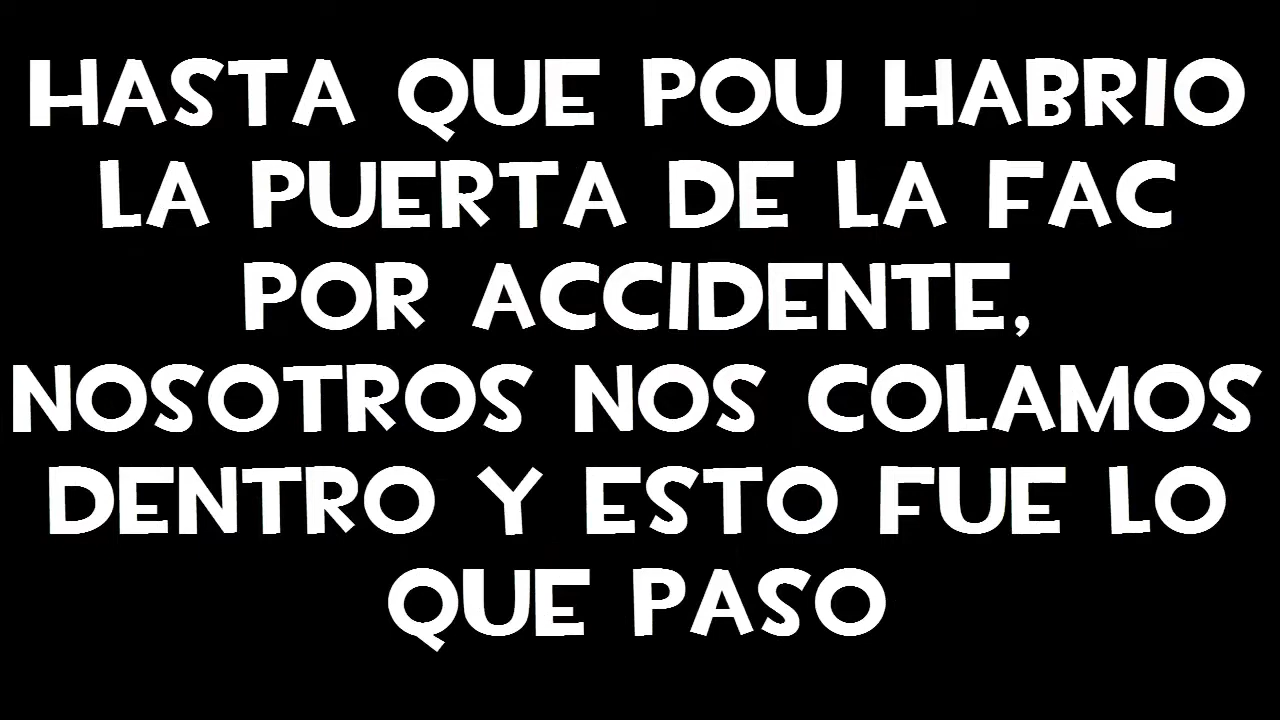 HASTA QUE POU HABRIO
LA PUERTA DE LA FAC
POR ACCIDENTE,
NOSOTROS NOS COLAMOS
DENTRO Y ESTO FUE LO
QUE PASO